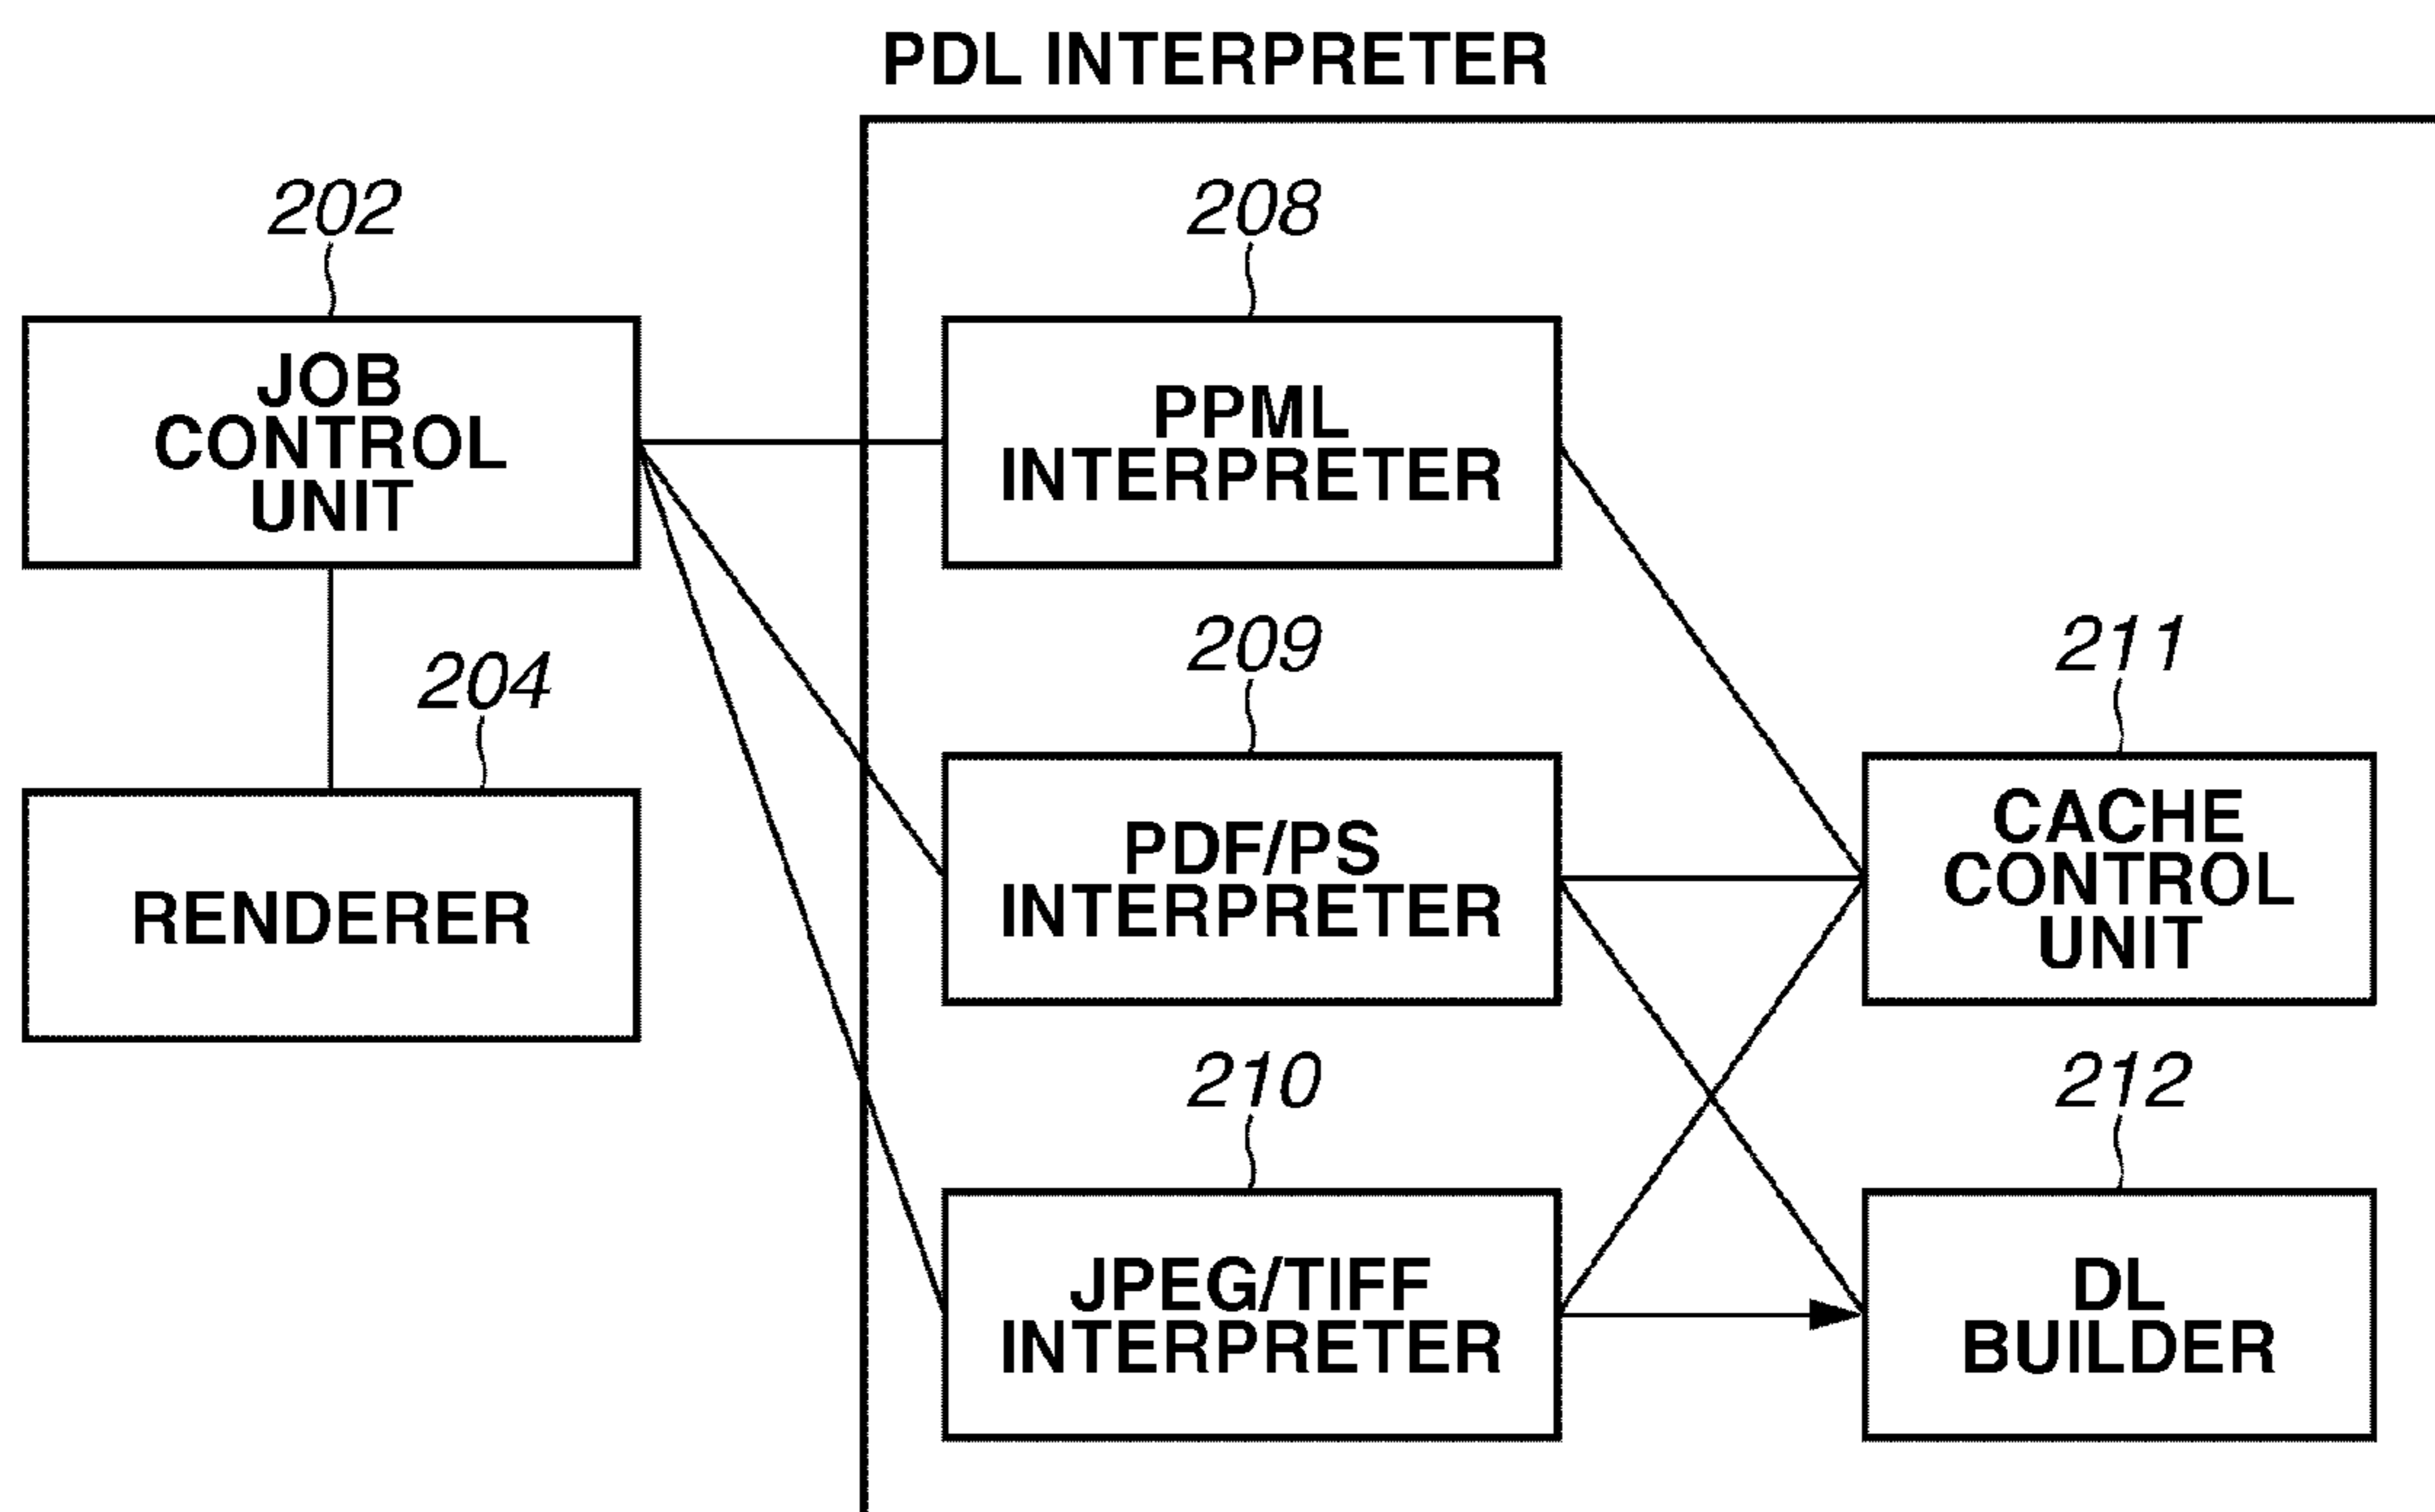 PDL INTERPRETER
202
JOB
CONTROL
UNIT
208
PPML
INTERPRETER
204
RENDERER
209
PDF/PS
INTERPRETER
211
CACHE
CONTROL
UNIT
210
JPEG/TIFF
INTERPRETER
212
DL
BUILDER